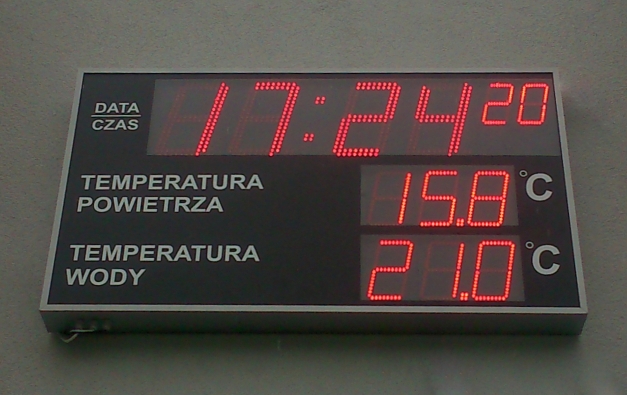 DATA
CZAS
17:24 20
TEMPERATURA
POWIETRZA
15.8 °C
TEMPERATURA
WODY
21.0 °C